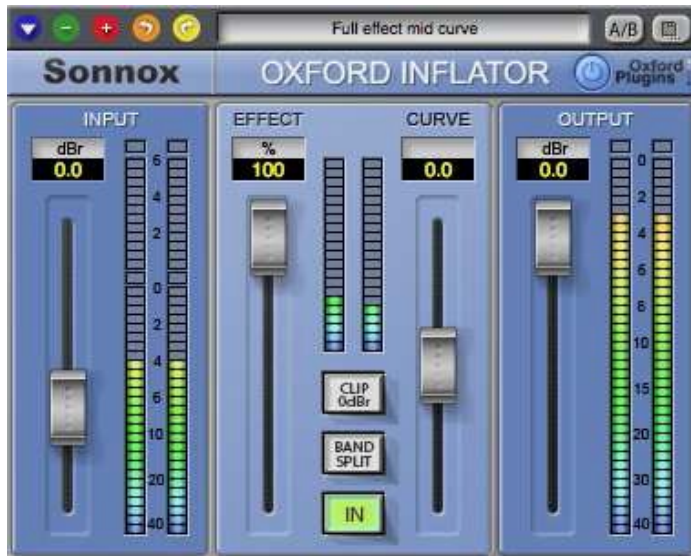 Full effect mid curve
A/B
Sonnox
OXFORD INFLATOR
Oxford Plugins
INPUT
dBr
0.0
6
4
2
0
2
4
6
10
20
40
EFFECT
%
100
CURVE
0.0
CLIP
0dBr
BAND
SPLIT
IN
OUTPUT
dBr
0.0
0
2
4
6
8
10
15
20
30
40